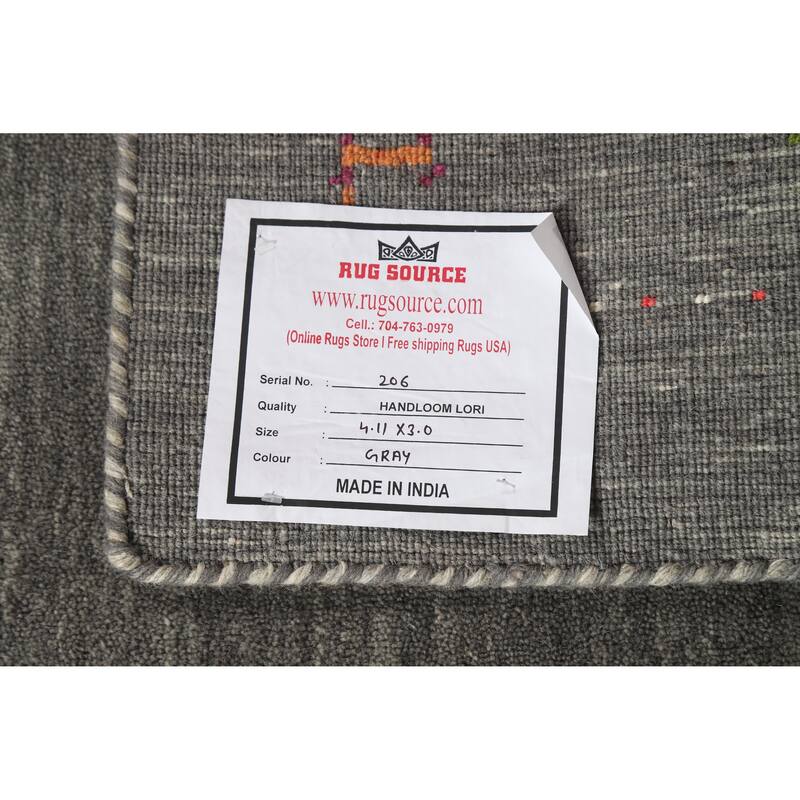 RUG SOURCE
www.rugsource.com
Cell.: 704-763-0979
(Online Rugs Store I Free shipping Rugs USA)
Serial No. : 206
Quality : HANDLOOM LORI
Size : 4.11 X3.0
Colour : GRAY
MADE IN INDIA